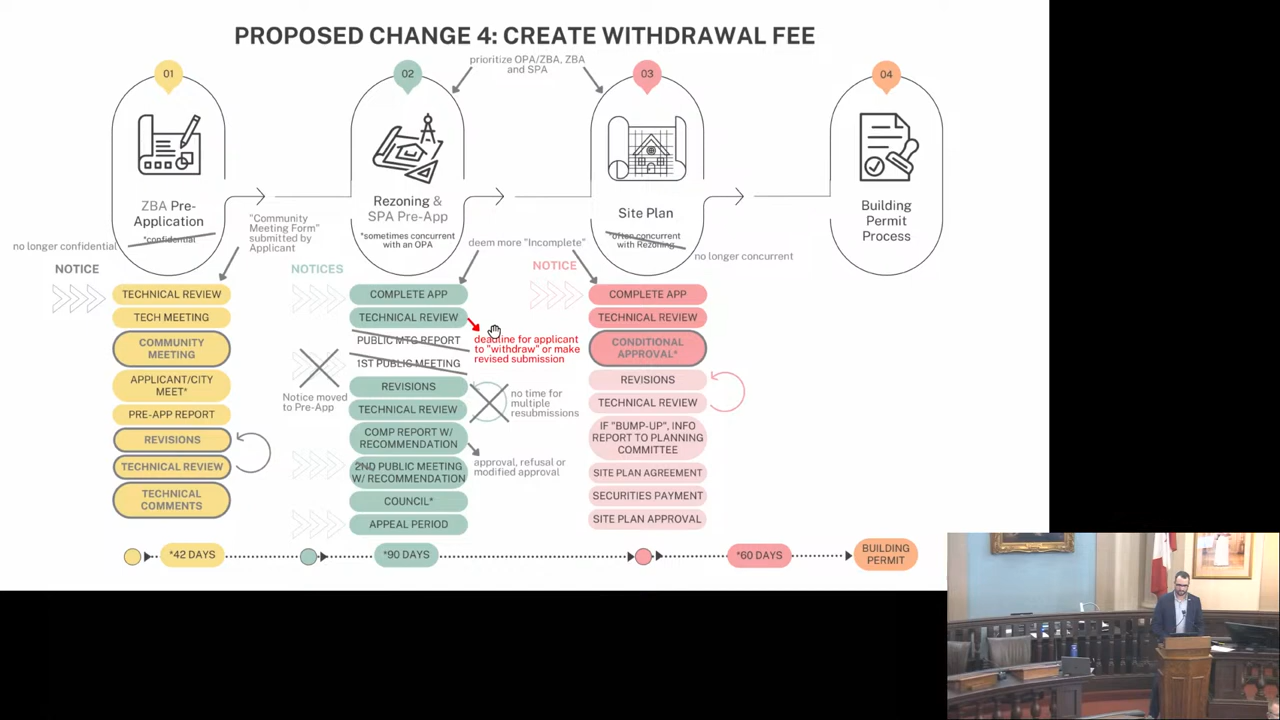 PROPOSED CHANGE 4: CREATE WITHDRAWAL FEE
prioritize OPA/ZBA, ZBA
and SPA
01
02
03
04
ZBA Pre-
Application
*confidential
no longer confidential
"Community
Meeting Form"
submitted by
Applicant
Rezoning &
SPA Pre-App
*sometimes concurrent
with an OPA
deem more "Incomplete"
Site Plan
*often concurrent
with Rezoning
no longer concurrent
Building
Permit
Process
NOTICE
TECHNICAL REVIEW
TECH MEETING
COMMUNITY
MEETING
APPLICANT/CITY
MEET*
PRE-APP REPORT
REVISIONS
TECHNICAL REVIEW
TECHNICAL
COMMENTS
NOTICES
COMPLETE APP
TECHNICAL REVIEW
deadline for applicant
to "withdraw" or make
revised submission
PUBLIC MTG REPORT
1ST PUBLIC MEETING
Notice moved
to Pre-App
REVISIONS
TECHNICAL REVIEW
no time for
multiple
resubmissions
COMP REPORT W/
RECOMMENDATION
approval, refusal or
modified approval
2ND PUBLIC MEETING
W/ RECOMMENDATION
COUNCIL*
APPEAL PERIOD
NOTICE
COMPLETE APP
TECHNICAL REVIEW
CONDITIONAL
APPROVAL*
REVISIONS
TECHNICAL REVIEW
IF "BUMP-UP", INFO
REPORT TO PLANNING
COMMITTEE
SITE PLAN AGREEMENT
SECURITIES PAYMENT
SITE PLAN APPROVAL
*42 DAYS
*90 DAYS
*60 DAYS
BUILDING
PERMIT